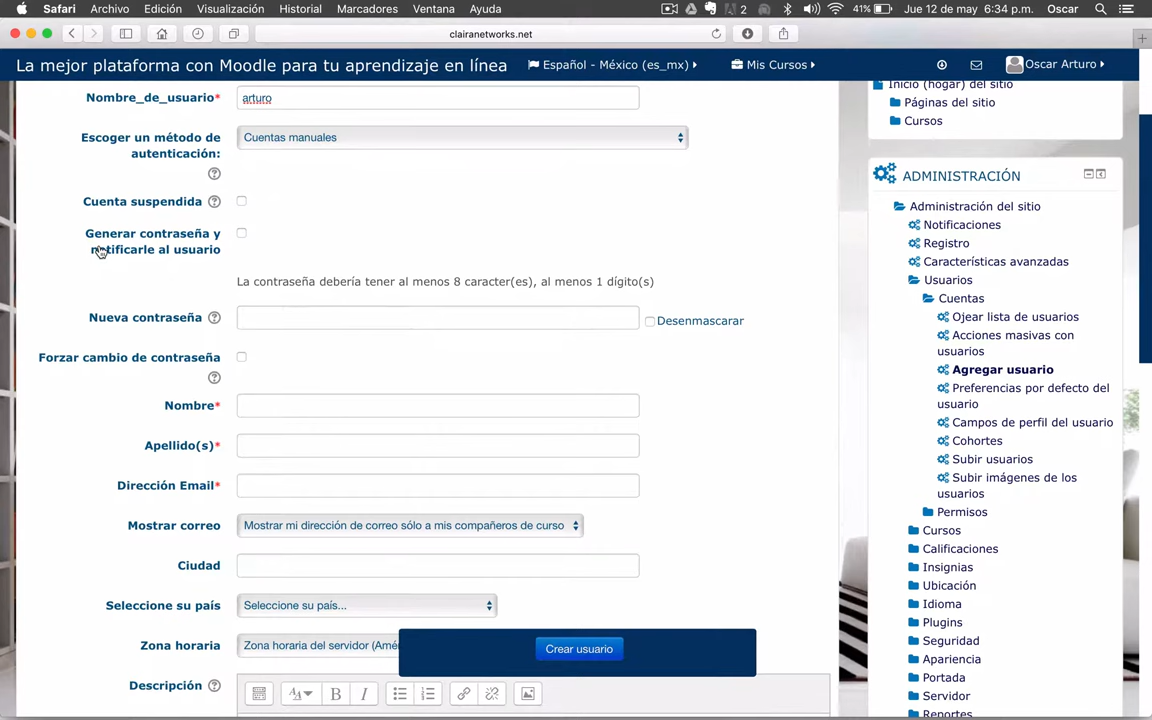 Safari Archivo Edición Visualización Historial Marcadores Ventana Ayuda 2 41% Jue 12 de may 6:34 p.m. Oscar
clairanetworks.net
La mejor plataforma con Moodle para tu aprendizaje en línea Español - México (es_mx) Mis Cursos Oscar Arturo
Nombre_de_usuario* arturo
Escoger un método de
autenticación:
Cuentas manuales
Cuenta suspendida
Generar contraseña y
notificarle al usuario
La contraseña debería tener al menos 8 caracter(es), al menos 1 dígito(s)
Nueva contraseña Desenmascarar
Forzar cambio de contraseña
Nombre*
Apellido(s)*
Dirección Email*
Mostrar correo Mostrar mi dirección de correo sólo a mis compañeros de curso
Ciudad
Seleccione su país Seleccione su país...
Zona horaria Zona horaria del servidor (Amé
Crear usuario
Descripción AA B I
Inicio (hogar) del sitio
Páginas del sitio
Cursos
ADMINISTRACIÓN
Administración del sitio
Notificaciones
Registro
Características avanzadas
Usuarios
Cuentas
Ojear lista de usuarios
Acciones masivas con
usuarios
Agregar usuario
Preferencias por defecto del
usuario
Campos de perfil del usuario
Cohortes
Subir usuarios
Subir imágenes de los
usuarios
Permisos
Cursos
Calificaciones
Insignias
Ubicación
Idioma
Plugins
Seguridad
Apariencia
Portada
Servidor
Reportes